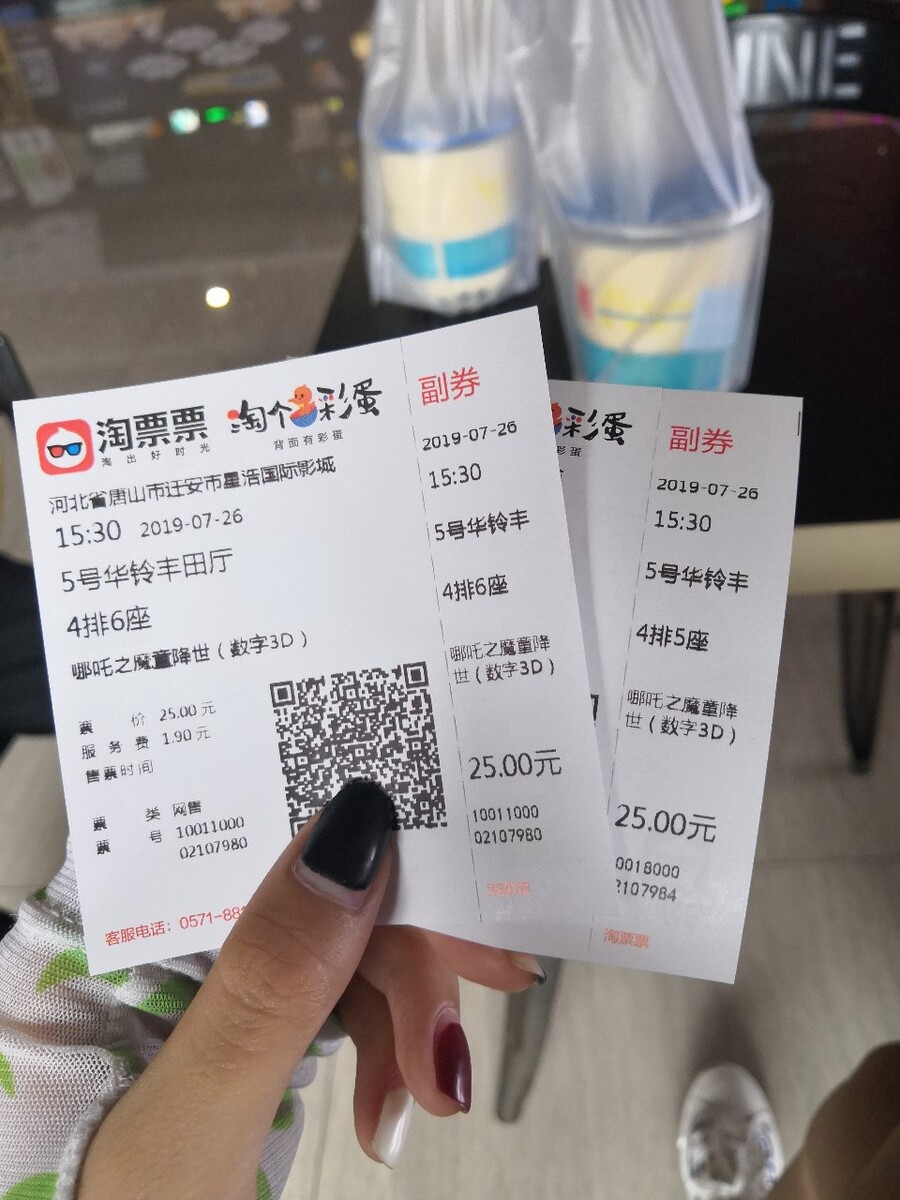 淘票票
淘出好时光
淘个彩蛋
背面有彩蛋
河北省唐山市迁安市星浩国际影城
15:30 2019-07-26
5号华铃丰田厅
4排6座
哪吒之魔童降世（数字3D）
票价 25.00元
服务费 1.90元
售票时间
票类 网售
票号 10011000
02107980
客服电话：0571-88
副券
2019-07-26
15:30
5号华铃丰
4排6座
哪吒之魔童降
世（数字3D）
25.00元
10011000
02107980
淘票票
彩蛋
彩蛋
副券
2019-07-26
15:30
5号华铃丰
4排5座
哪吒之魔童降
世（数字3D）
25.00元
0018000
2107984
淘票票
INE